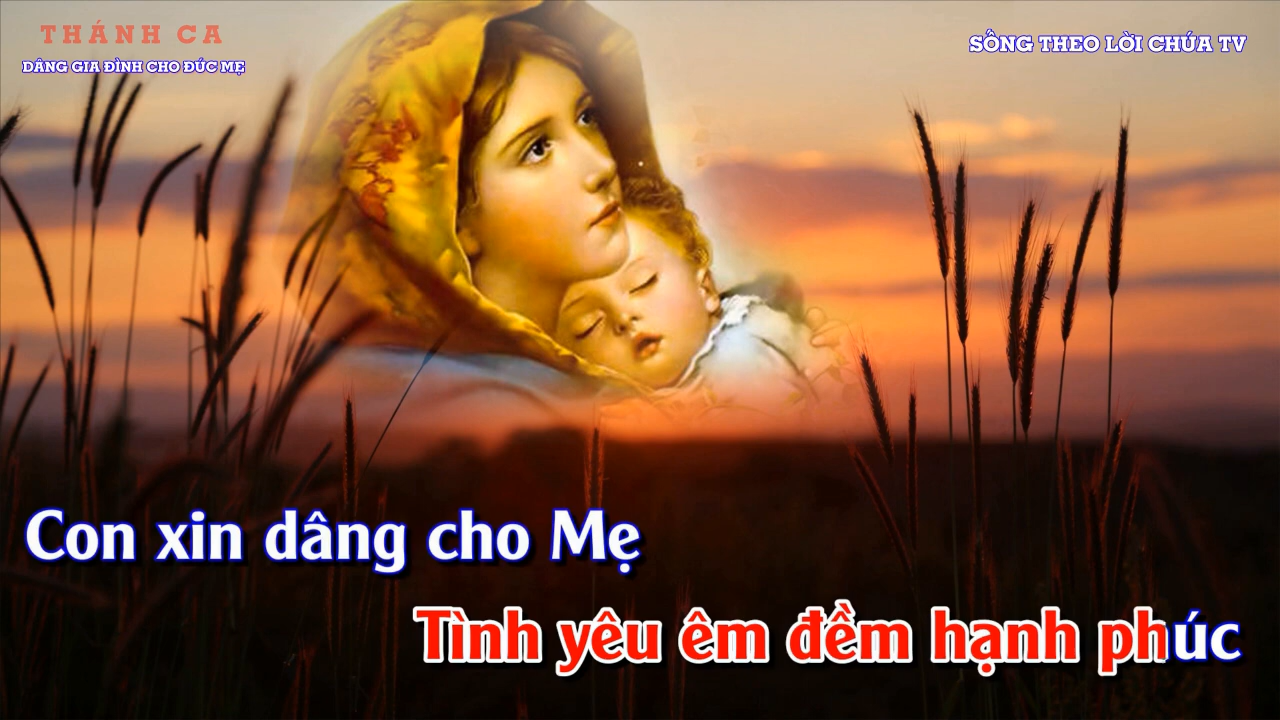 THÁNH CA
DÂNG GIA ĐÌNH CHO ĐỨC MẸ
SỐNG THEO LỜI CHÚA TV
Con xin dâng cho Mẹ
Tình yêu êm đềm hạnh phúc